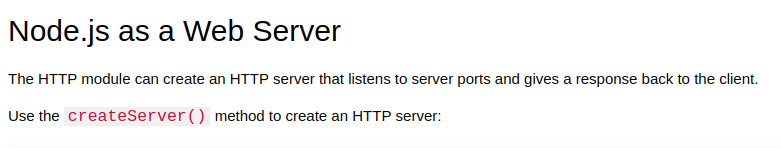 Node.js as a Web Server
The HTTP module can create an HTTP server that listens to server ports and gives a response back to the client.
Use the createServer() method to create an HTTP server: